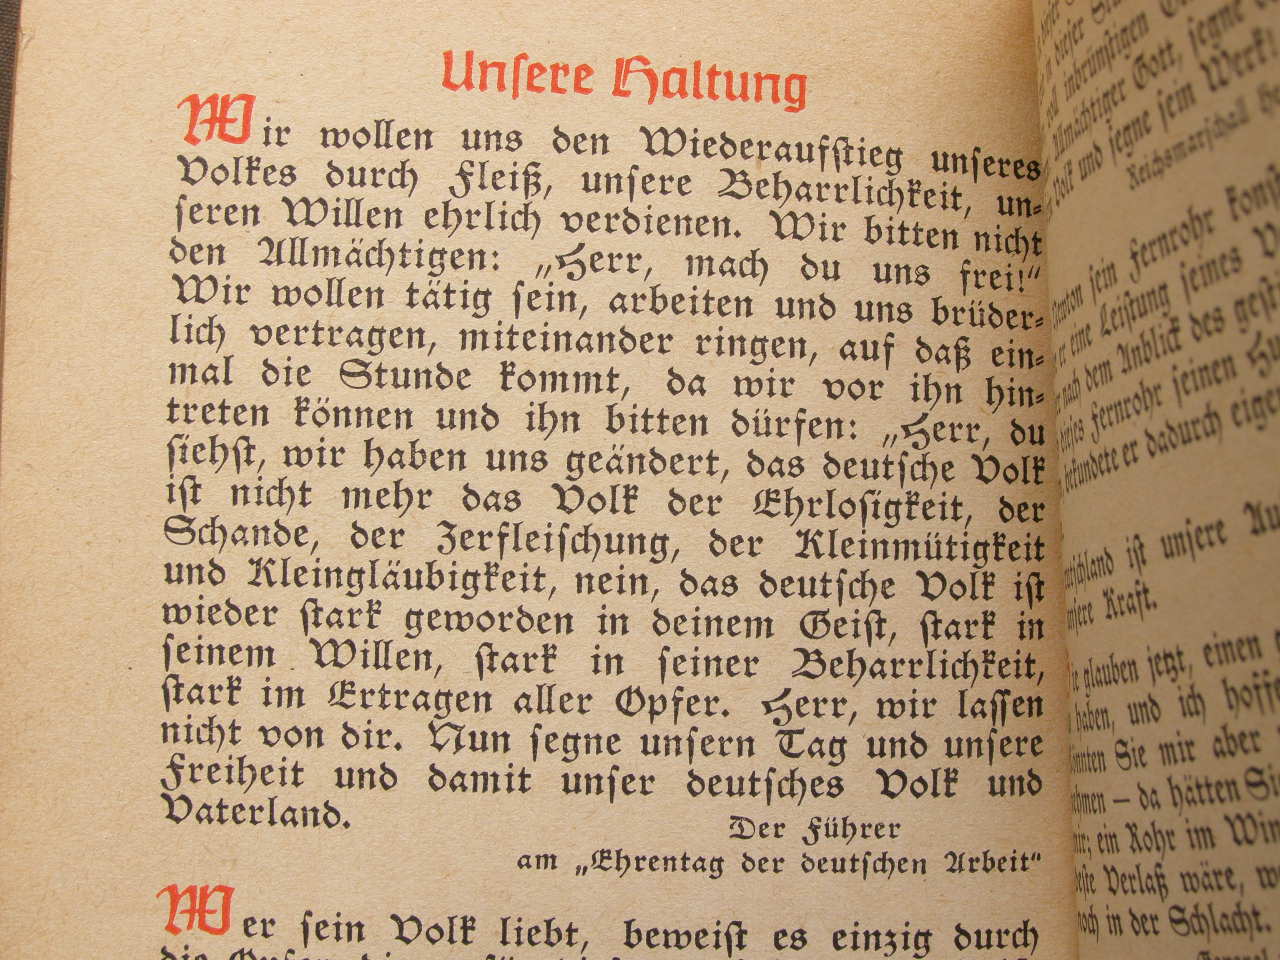 Unsere Haltung
Wir wollen uns den Wiederaufstieg unseres
Volkes durch Fleiß, unsere Beharrlichkeit, un-
seren Willen ehrlich verdienen. Wir bitten nicht
den Allmächtigen: „Herr, mach du uns frei!“
Wir wollen tätig sein, arbeiten und uns brüder-
lich vertragen, miteinander ringen, auf daß ein-
mal die Stunde kommt, da wir vor ihn hin-
treten können und ihn bitten dürfen: „Herr, du
siehst, wir haben uns geändert, das deutsche Volk
ist nicht mehr das Volk der Ehrlosigkeit, der
Schande, der Zerfleischung, der Kleinmütigkeit
und Kleingläubigkeit, nein, das deutsche Volk ist
wieder stark geworden in deinem Geist, stark in
seinem Willen, stark in seiner Beharrlichkeit,
stark im Ertragen aller Opfer. Herr, wir lassen
nicht von dir. Nun segne unsern Tag und unsere
Freiheit und damit unser deutsches Volk und
Vaterland.
Der Führer
am „Ehrentag der deutschen Arbeit“
Wer sein Volk liebt, beweist es einzig durch
inbrünstigen
Allmächtiger Gott, segne
Volk und segne sein Werk!
Reichsmarschall
sein Fernrohr
eine Leistung seines
nach dem Anblick des
Fernrohr seinen
bekundete er dadurch
ist unsere
Kraft.
glauben jetzt, einen
haben, und ich
Sie mir aber
– da hätten
ein Rohr im
Verlaß wäre,
noch in der Schlacht.
General